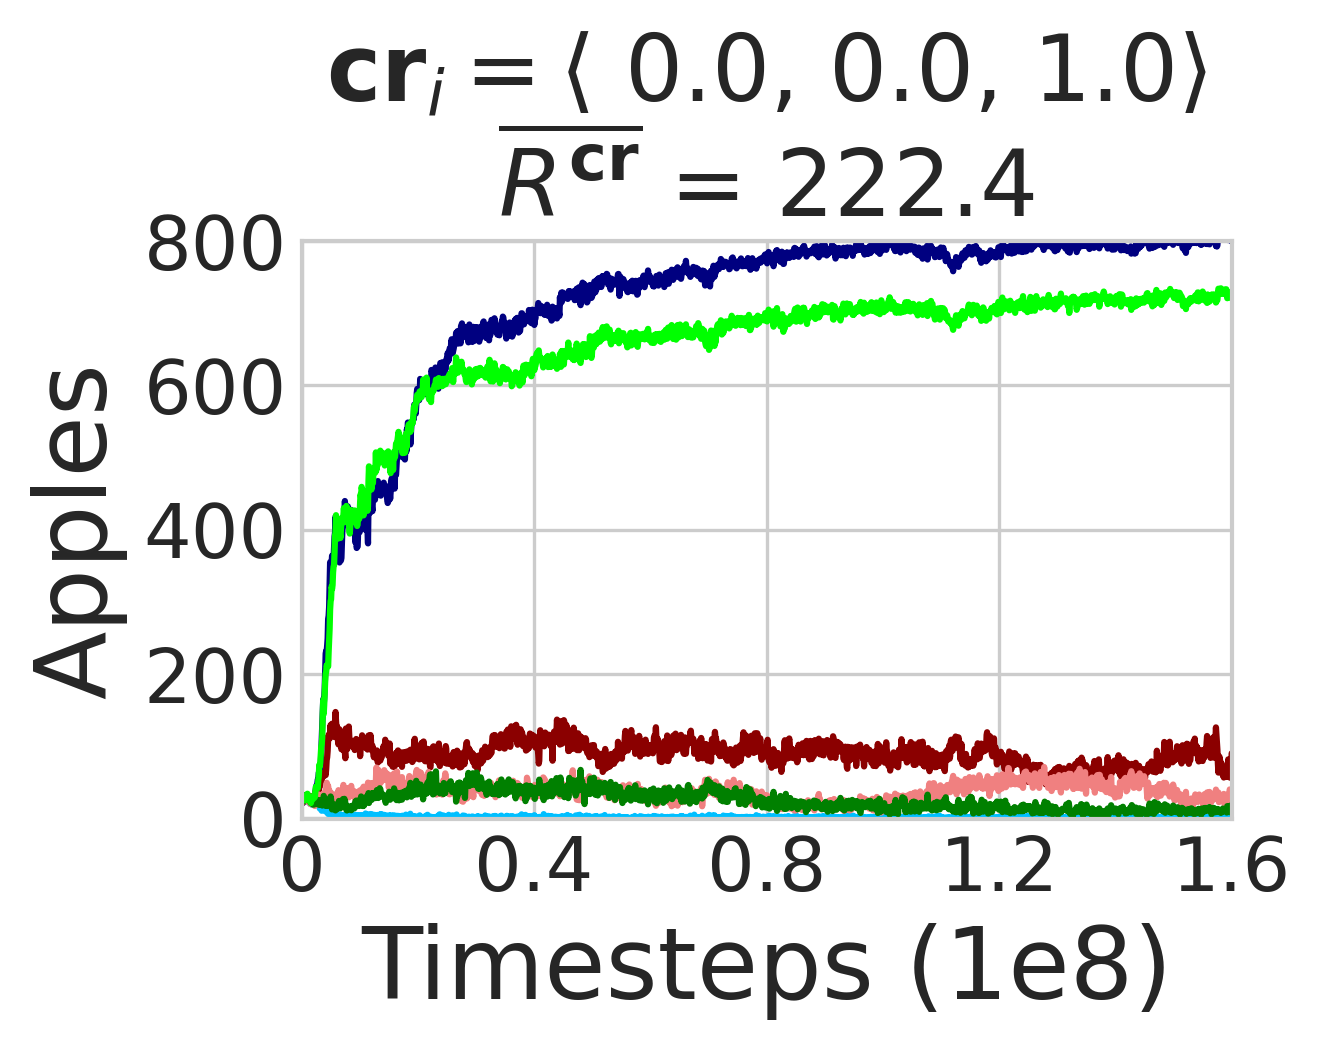 cr_i = ⟨ 0.0, 0.0, 1.0⟩
\overline{R^{cr}} = 222.4
800
600
400
200
0
Apples
0 0.4 0.8 1.2 1.6
Timesteps (1e8)